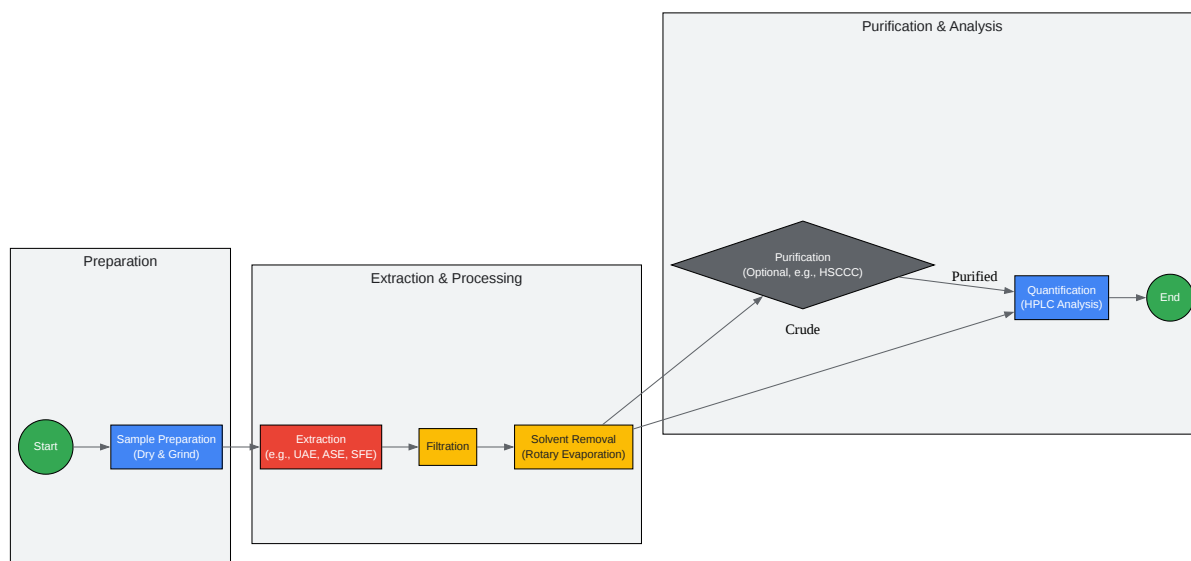 Purification & Analysis
Preparation
Extraction & Processing
Purification
(Optional, e.g., HSCCC)
Purified
Quantification
(HPLC Analysis)
End
Crude
Start
Sample Preparation
(Dry & Grind)
Extraction
(e.g., UAE, ASE, SFE)
Filtration
Solvent Removal
(Rotary Evaporation)